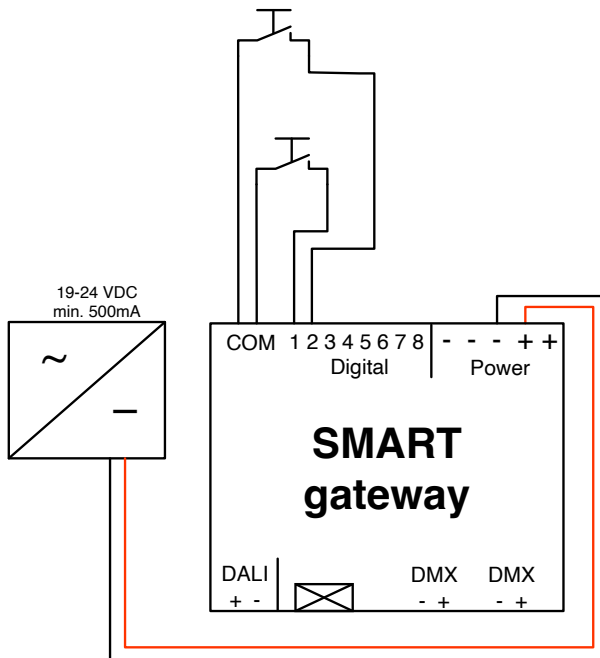 19-24 VDC
min. 500mA
~
–
COM 1 2 3 4 5 6 7 8 - - - + +
Digital Power
SMART
gateway
DALI DMX DMX
+ - - + - +